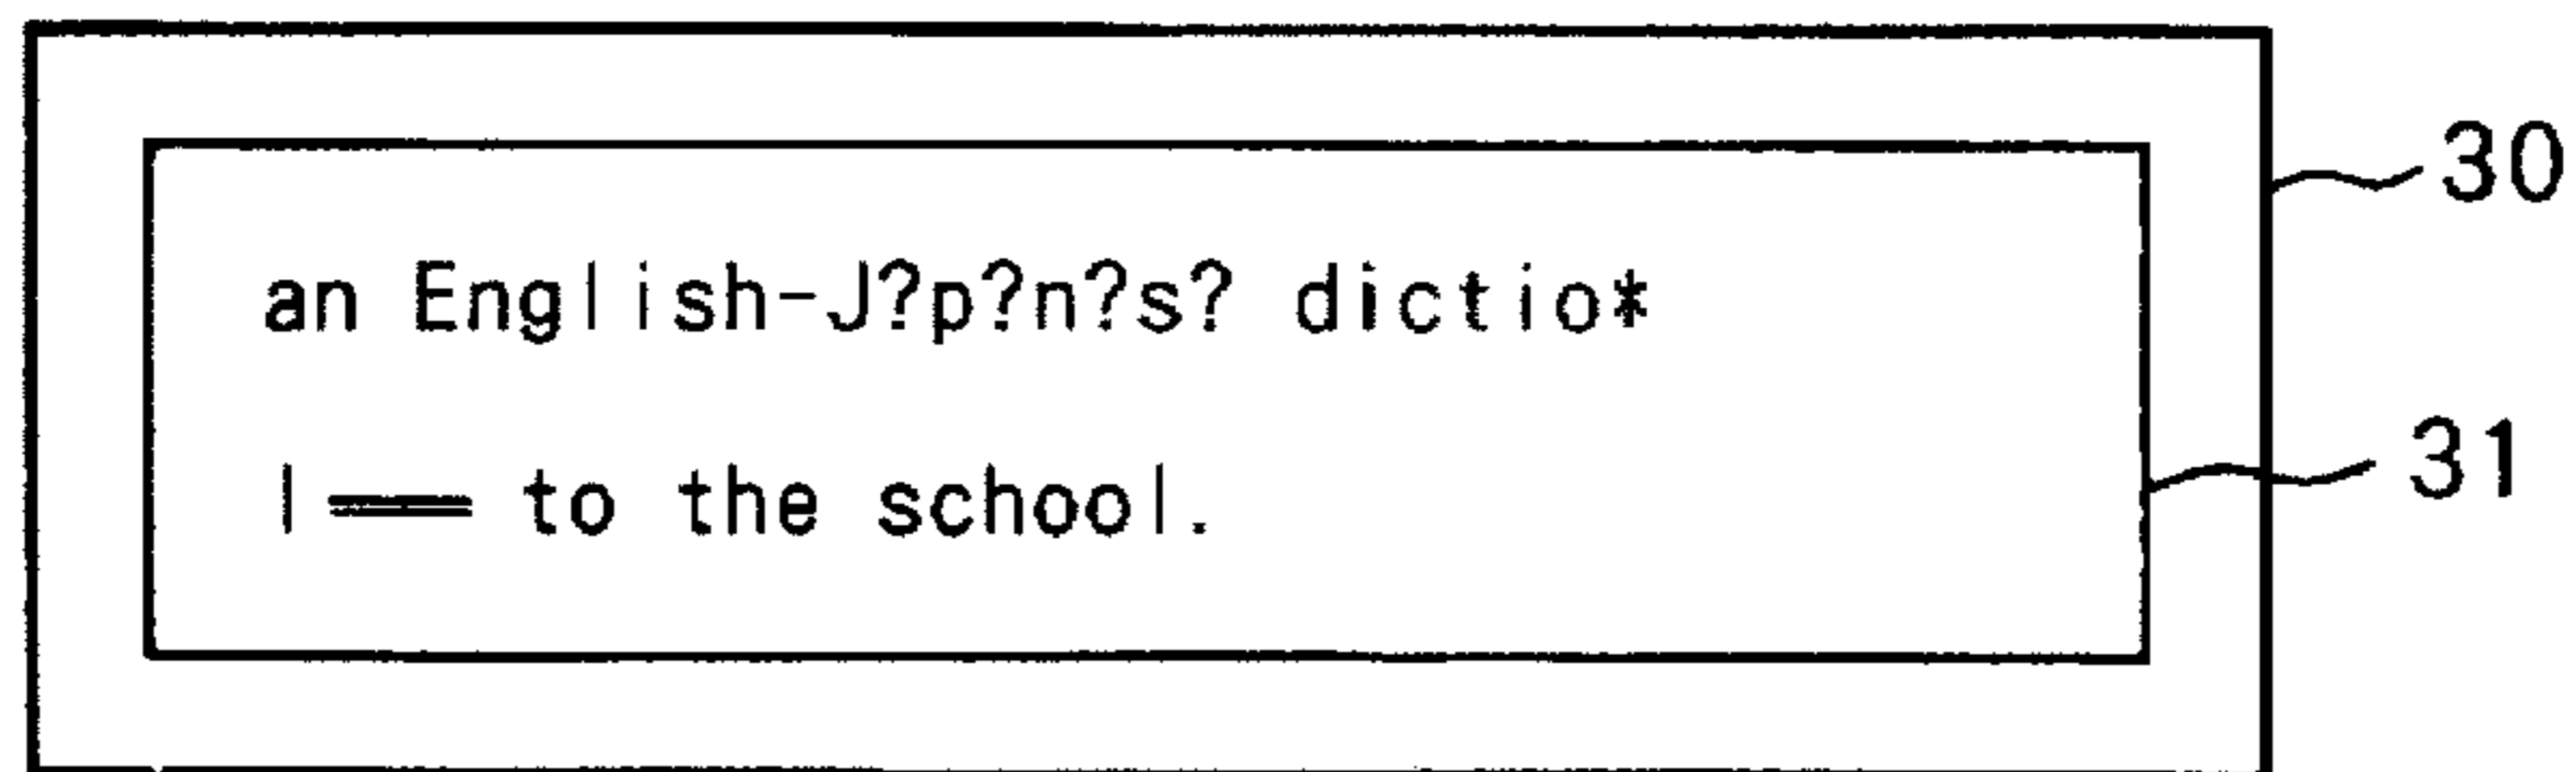 an English-J?p?n?s? dictio*
30
I == to the school.
31